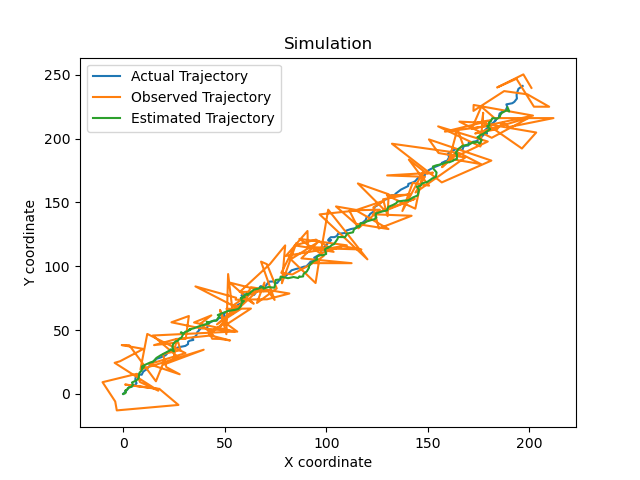 Simulation
Actual Trajectory
Observed Trajectory
Estimated Trajectory
Y coordinate
250
200
150
100
50
0
0 50 100 150 200
X coordinate